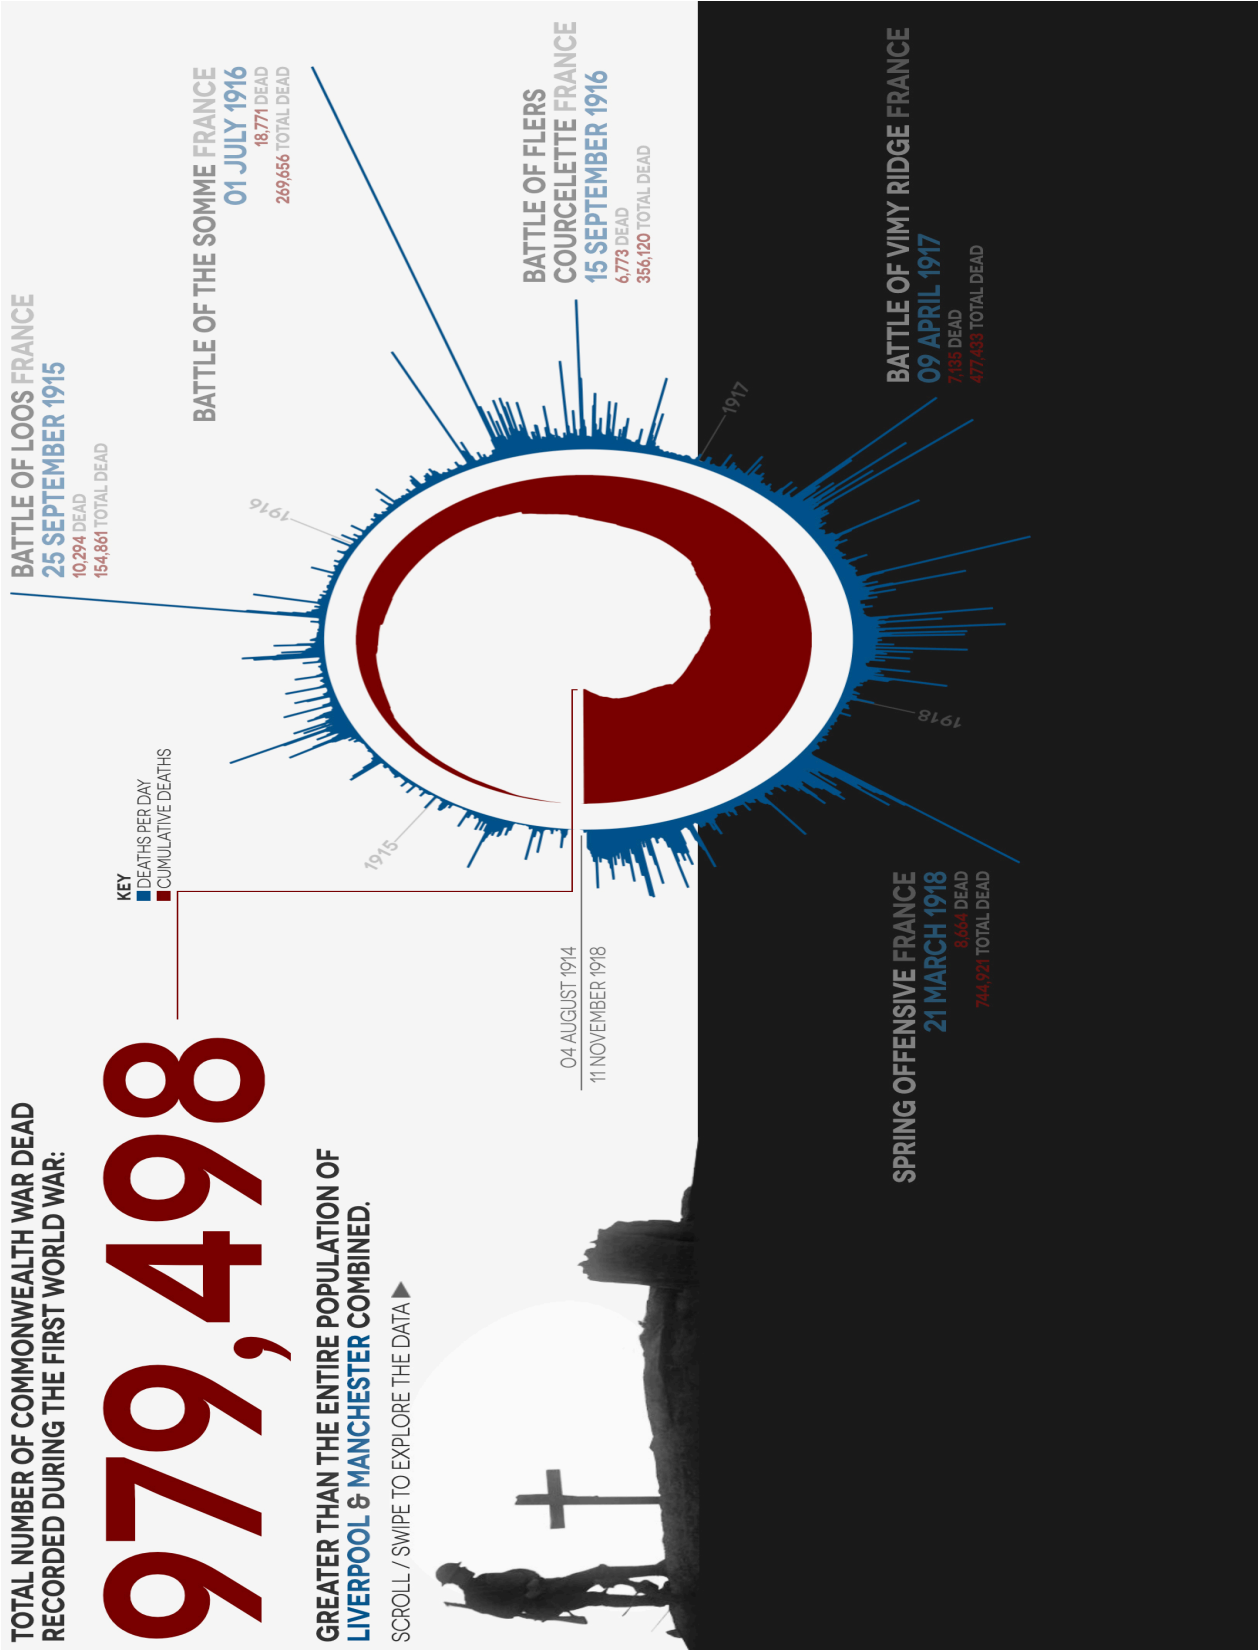 TOTAL NUMBER OF COMMONWEALTH WAR DEAD
RECORDED DURING THE FIRST WORLD WAR:
979,498
GREATER THAN THE ENTIRE POPULATION OF
LIVERPOOL & MANCHESTER COMBINED.
SCROLL / SWIPE TO EXPLORE THE DATA
KEY
DEATHS PER DAY
CUMULATIVE DEATHS
04 AUGUST 1914
11 NOVEMBER 1918
1915
1916
1917
1918
BATTLE OF LOOS FRANCE
25 SEPTEMBER 1915
10,294 DEAD
154,861 TOTAL DEAD
BATTLE OF THE SOMME FRANCE
01 JULY 1916
18,771 DEAD
269,656 TOTAL DEAD
BATTLE OF FLERS
COURCELETTE FRANCE
15 SEPTEMBER 1916
6,773 DEAD
356,120 TOTAL DEAD
BATTLE OF VIMY RIDGE FRANCE
09 APRIL 1917
7,135 DEAD
477,433 TOTAL DEAD
SPRING OFFENSIVE FRANCE
21 MARCH 1918
8,664 DEAD
744,921 TOTAL DEAD